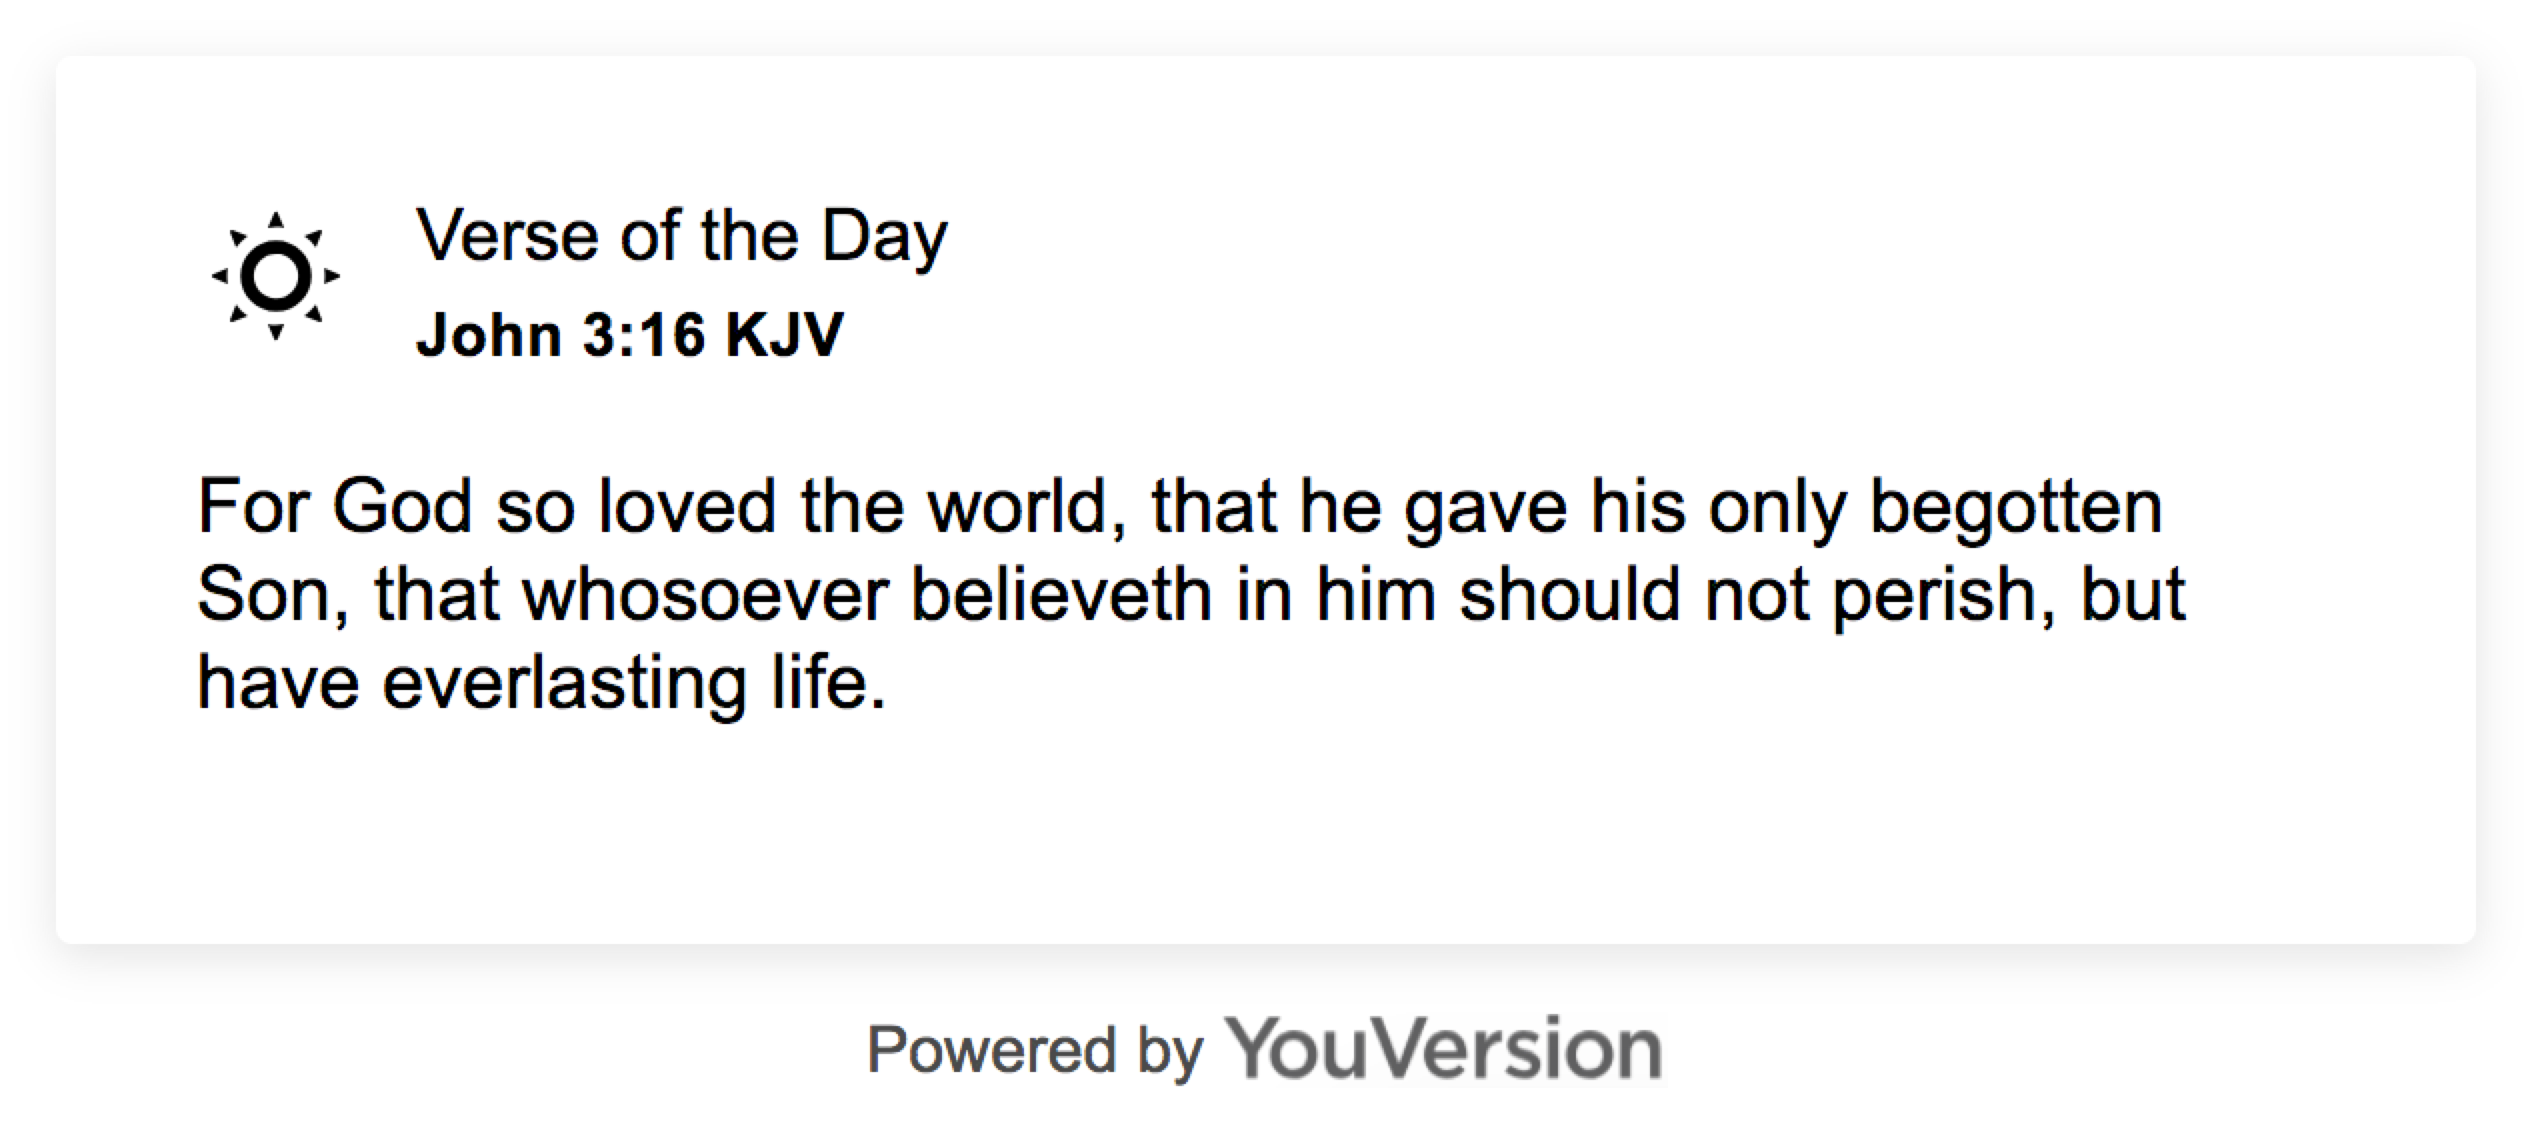 Verse of the Day
John 3:16 KJV
For God so loved the world, that he gave his only begotten
Son, that whosoever believeth in him should not perish, but
have everlasting life.
Powered by YouVersion